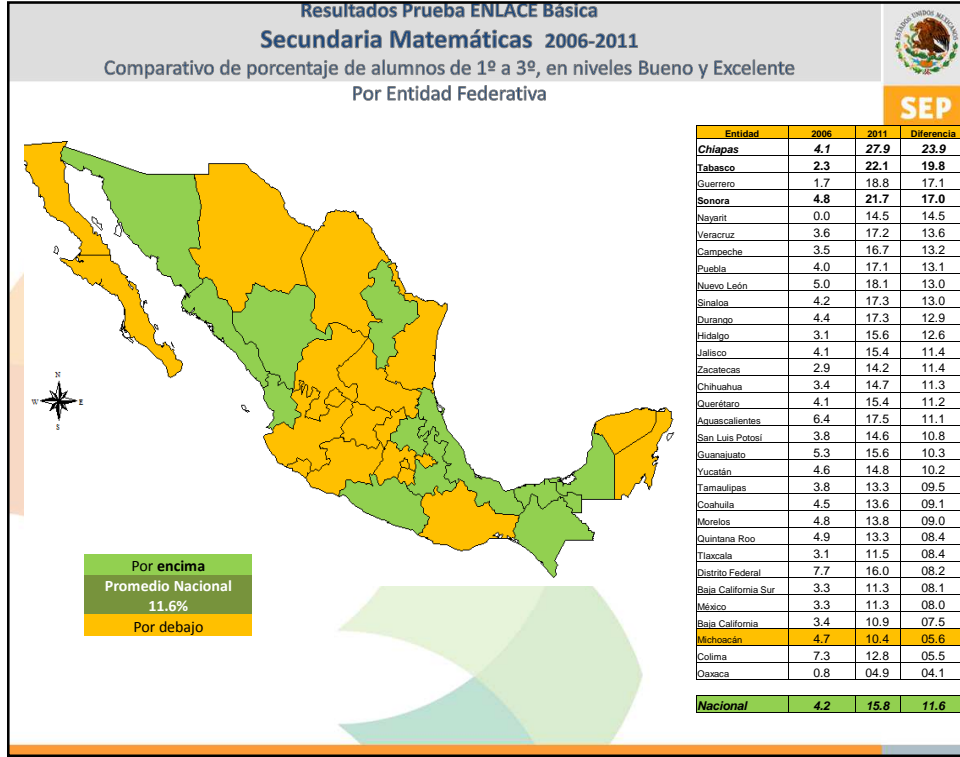 Resultados Prueba ENLACE Básica
Secundaria Matemáticas 2006-2011
Comparativo de porcentaje de alumnos de 1º a 3º, en niveles Bueno y Excelente
Por Entidad Federativa
ESTADOS UNIDOS MEXICANOS
SEP
Entidad 2006 2011 Diferencia
Chiapas 4.1 27.9 23.9
Tabasco 2.3 22.1 19.8
Guerrero 1.7 18.8 17.1
Sonora 4.8 21.7 17.0
Nayarit 0.0 14.5 14.5
Veracruz 3.6 17.2 13.6
Campeche 3.5 16.7 13.2
Puebla 4.0 17.1 13.1
Nuevo León 5.0 18.1 13.0
Sinaloa 4.2 17.3 13.0
Durango 4.4 17.3 12.9
Hidalgo 3.1 15.6 12.6
Jalisco 4.1 15.4 11.4
Zacatecas 2.9 14.2 11.4
Chihuahua 3.4 14.7 11.3
Querétaro 4.1 15.4 11.2
Aguascalientes 6.4 17.5 11.1
San Luis Potosí 3.8 14.6 10.8
Guanajuato 5.3 15.6 10.3
Yucatán 4.6 14.8 10.2
Tamaulipas 3.8 13.3 09.5
Coahuila 4.5 13.6 09.1
Morelos 4.8 13.8 09.0
Quintana Roo 4.9 13.3 08.4
Tlaxcala 3.1 11.5 08.4
Distrito Federal 7.7 16.0 08.2
Baja California Sur 3.3 11.3 08.1
México 3.3 11.3 08.0
Baja California 3.4 10.9 07.5
Michoacán 4.7 10.4 05.6
Colima 7.3 12.8 05.5
Oaxaca 0.8 04.9 04.1
Nacional 4.2 15.8 11.6
N
W E
S
Por encima
Promedio Nacional
11.6%
Por debajo